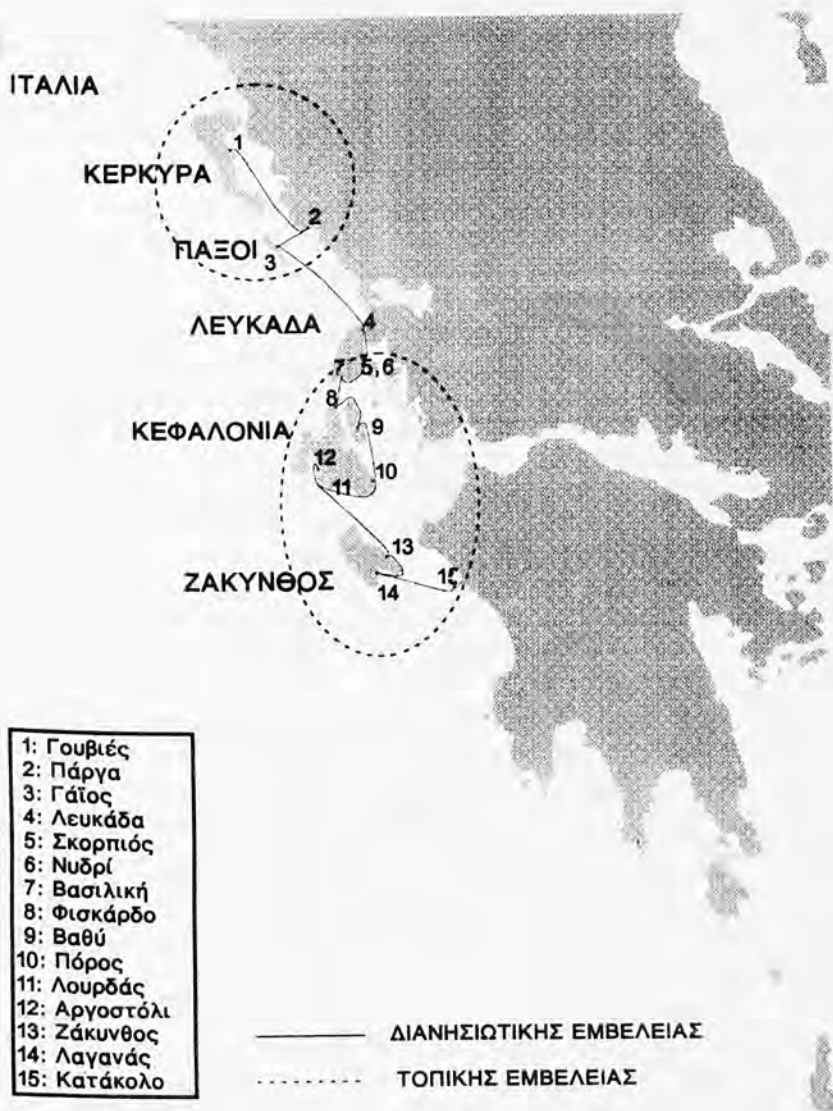 ΙΤΑΛΙΑ
1
ΚΕΡΚΥΡΑ
2
ΠΑΞΟΙ
3
ΛΕΥΚΑΔΑ
4
7
5,6
8
ΚΕΦΑΛΟΝΙΑ
9
12
10
11
13
ΖΑΚΥΝΘΟΣ
14
15
1: Γουβιές
2: Πάργα
3: Γάϊος
4: Λευκάδα
5: Σκορπιός
6: Νυδρί
7: Βασιλική
8: Φισκάρδο
9: Βαθύ
10: Πόρος
11: Λουρδάς
12: Αργοστόλι
13: Ζάκυνθος
14: Λαγανάς
15: Κατάκολο
ΔΙΑΝΗΣΙΩΤΙΚΗΣ ΕΜΒΕΛΕΙΑΣ
ΤΟΠΙΚΗΣ ΕΜΒΕΛΕΙΑΣ